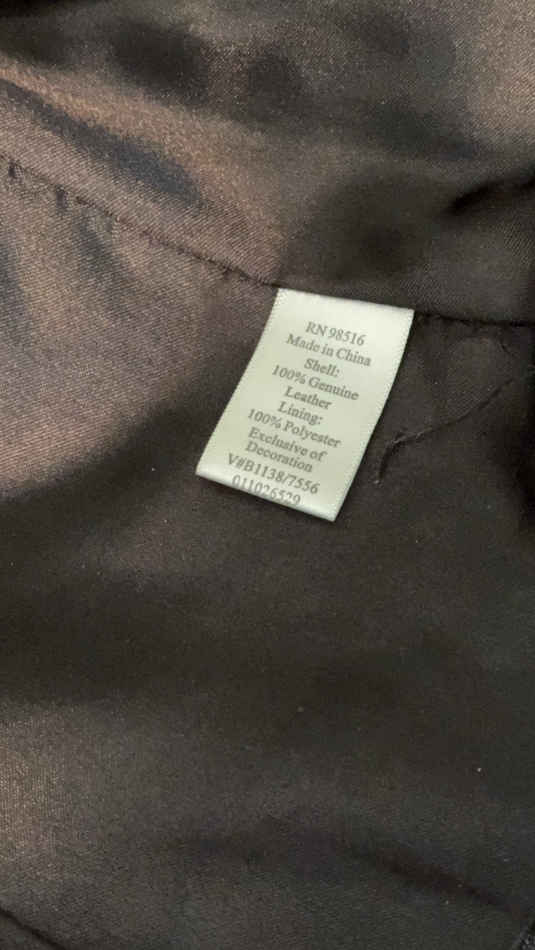 RN 98516
Made in China
Shell:
100% Genuine
Leather
Lining:
100% Polyester
Exclusive of
Decoration
V#B1138/7556
011026529